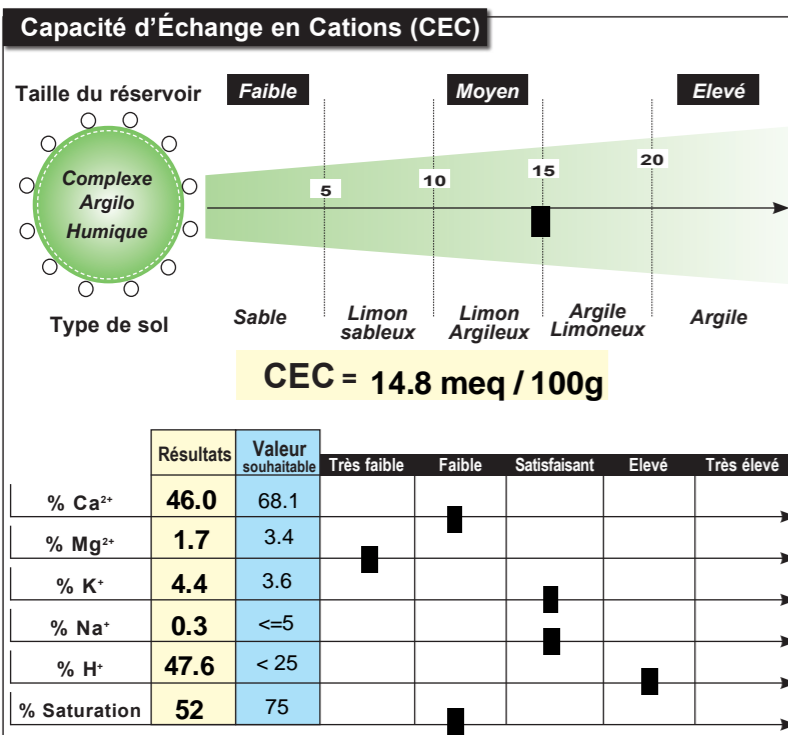 Capacité d'Échange en Cations (CEC)
Taille du réservoir
Faible Moyen Elevé
Complexe
Argilo
Humique
5 10 15 20
Type de sol
Sable Limon sableux Limon Argileux Argile Limoneux Argile
CEC = 14.8 meq / 100g
Résultats Valeur souhaitable Très faible Faible Satisfaisant Elevé Très élevé
% Ca²⁺ 46.0 68.1
% Mg²⁺ 1.7 3.4
% K⁺ 4.4 3.6
% Na⁺ 0.3 <=5
% H⁺ 47.6 < 25
% Saturation 52 75